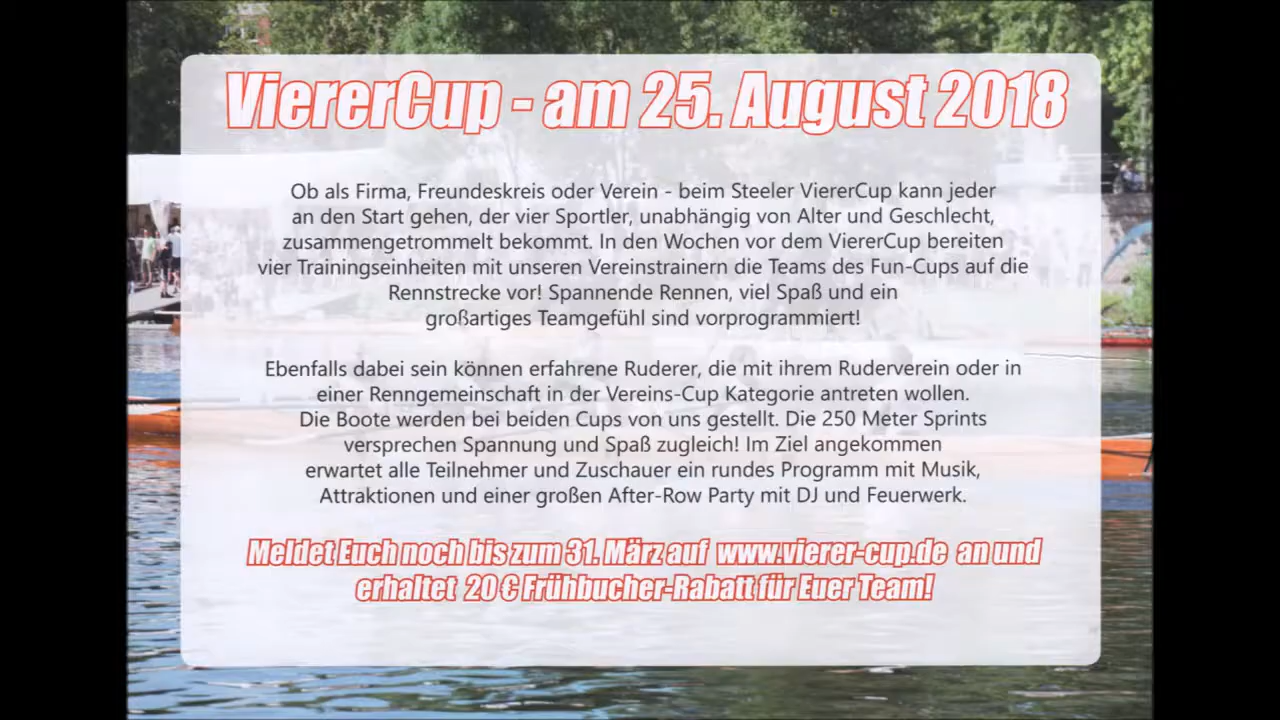 ViererCup - am 25. August 2018
Ob als Firma, Freundeskreis oder Verein - beim Steeler ViererCup kann jeder
an den Start gehen, der vier Sportler, unabhängig von Alter und Geschlecht,
zusammengetrommelt bekommt. In den Wochen vor dem ViererCup bereiten
vier Trainingseinheiten mit unseren Vereinstrainern die Teams des Fun-Cups auf die
Rennstrecke vor! Spannende Rennen, viel Spaß und ein
großartiges Teamgefühl sind vorprogrammiert!
Ebenfalls dabei sein können erfahrene Ruderer, die mit ihrem Ruderverein oder in
einer Renngemeinschaft in der Vereins-Cup Kategorie antreten wollen.
Die Boote werden bei beiden Cups von uns gestellt. Die 250 Meter Sprints
versprechen Spannung und Spaß zugleich! Im Ziel angekommen
erwartet alle Teilnehmer und Zuschauer ein rundes Programm mit Musik,
Attraktionen und einer großen After-Row Party mit DJ und Feuerwerk.
Meldet Euch noch bis zum 31. März auf www.vierer-cup.de an und
erhaltet 20 € Frühbucher-Rabatt für Euer Team!